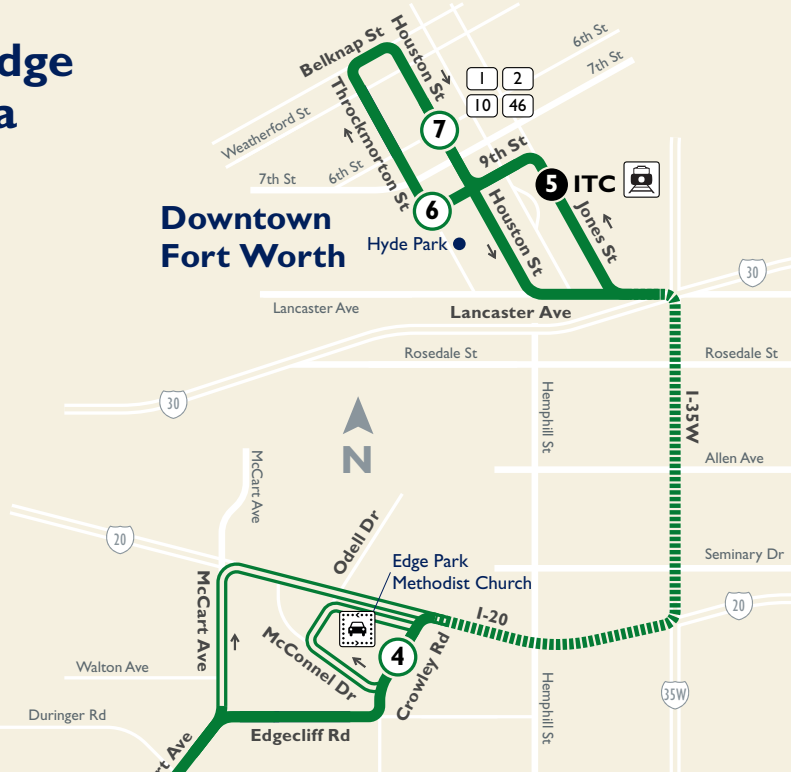 dge
a
Belknap St
Houston St
6th St
7th St
1
2
10
46
Weatherford St
Throckmorton St
7
9th St
7th St
6th St
5
ITC
6
Downtown
Fort Worth
Houston St
Jones St
Hyde Park
30
Lancaster Ave
Lancaster Ave
Rosedale St
Rosedale St
30
Hemphill St
I-35W
N
McCart Ave
Allen Ave
20
Odell Dr
Edge Park
Methodist Church
Seminary Dr
McCart Ave
I-20
20
McConnel Dr
4
Crowley Rd
Walton Ave
Hemphill St
35W
Duringer Rd
Edgecliff Rd
rt Ave